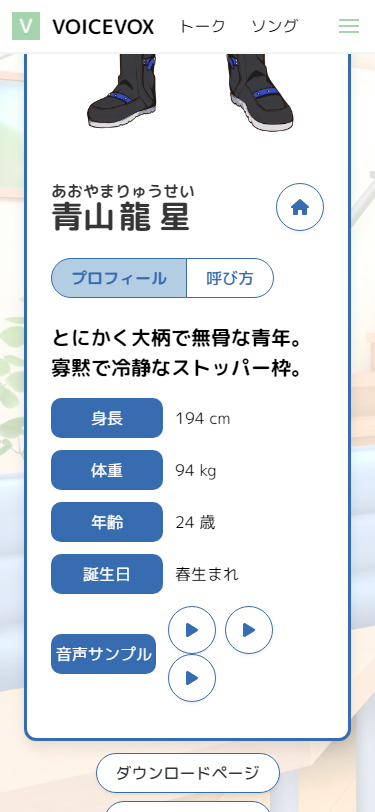 V VOICEVOX トーク ソング
あおやまりゅうせい
青山 龍 星
プロフィール 呼び方
とにかく大柄で無骨な青年。
寡黙で冷静なストッパー枠。
身長 194 cm
体重 94 kg
年齢 24 歳
誕生日 春生まれ
音声サンプル
ダウンロードページ